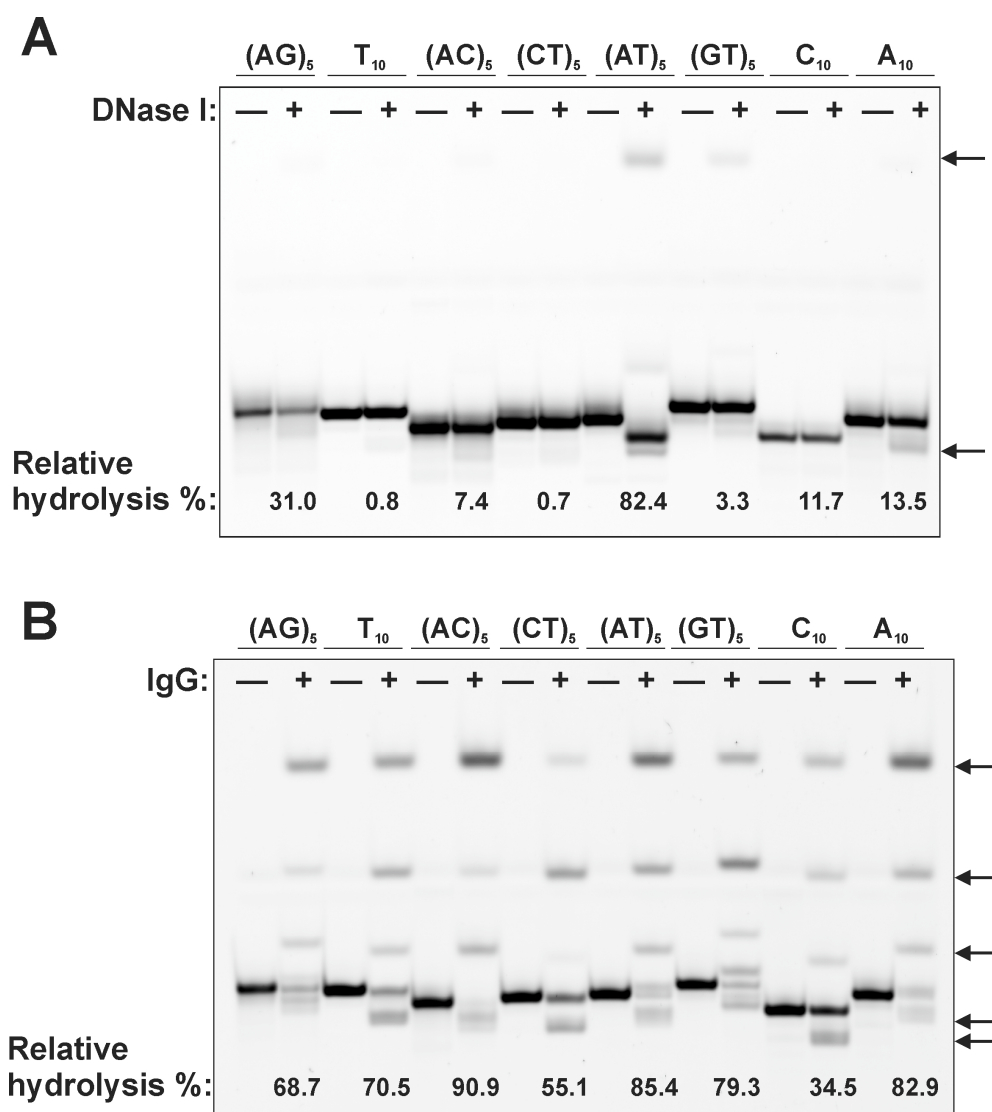 A
(AG)₅ T₁₀ (AC)₅ (CT)₅ (AT)₅ (GT)₅ C₁₀ A₁₀
DNase I: — + — + — + — + — + — + — + — +
Relative
hydrolysis %: 31.0 0.8 7.4 0.7 82.4 3.3 11.7 13.5
B
(AG)₅ T₁₀ (AC)₅ (CT)₅ (AT)₅ (GT)₅ C₁₀ A₁₀
IgG: — + — + — + — + — + — + — + — +
Relative
hydrolysis %: 68.7 70.5 90.9 55.1 85.4 79.3 34.5 82.9